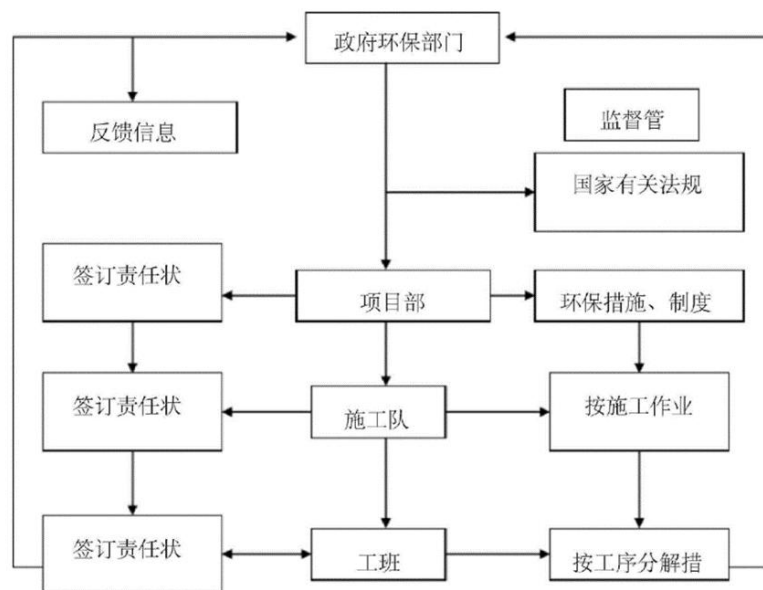 政府环保部门
反馈信息
监督管
国家有关法规
签订责任状
项目部
环保措施、制度
签订责任状
施工队
按施工作业
签订责任状
工班
按工序分解措